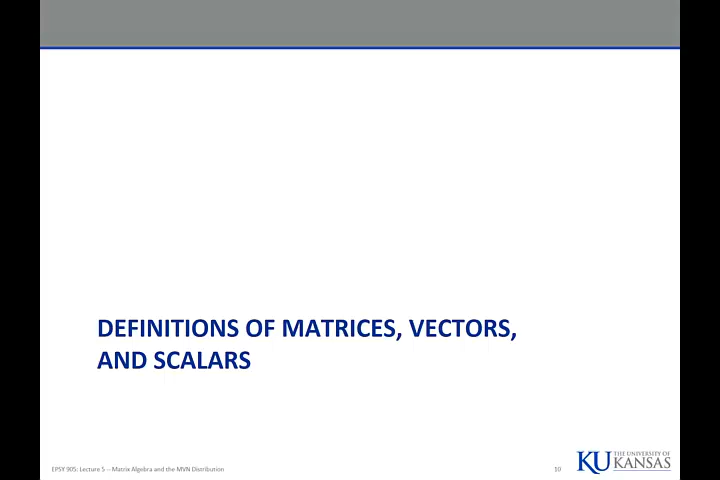 DEFINITIONS OF MATRICES, VECTORS,
AND SCALARS
EPSY 905: Lecture 5 – Matrix Algebra and the MVN Distribution
10
KU THE UNIVERSITY OF
KANSAS